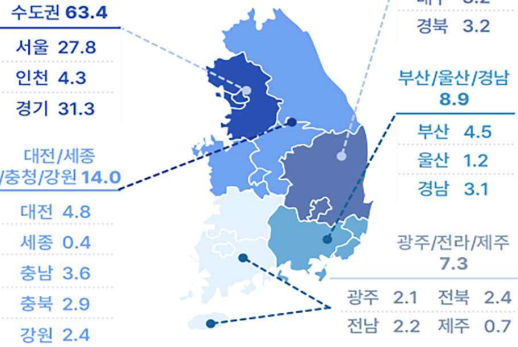 수도권 63.4
서울 27.8
인천 4.3
경기 31.3
대전/세종
/충청/강원 14.0
대전 4.8
세종 0.4
충남 3.6
충북 2.9
강원 2.4
경북 3.2
부산/울산/경남
8.9
부산 4.5
울산 1.2
경남 3.1
광주/전라/제주
7.3
광주 2.1 전북 2.4
전남 2.2 제주 0.7